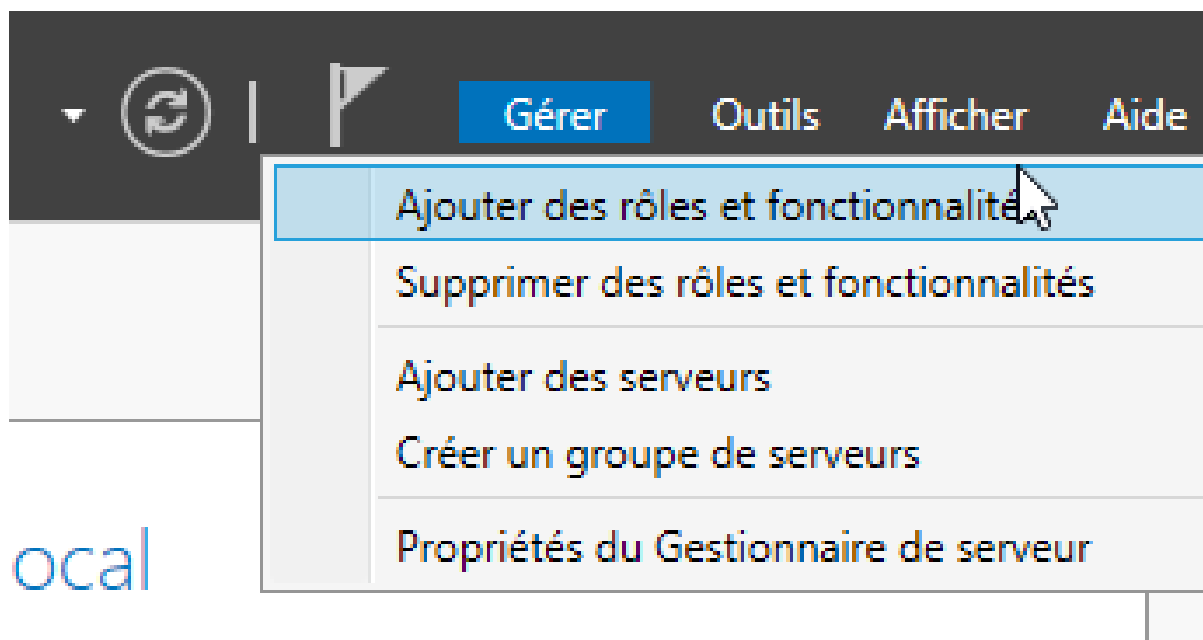 Gérer Outils Afficher Aide
Ajouter des rôles et fonctionnalités
Supprimer des rôles et fonctionnalités
Ajouter des serveurs
Créer un groupe de serveurs
Propriétés du Gestionnaire de serveur
ocal